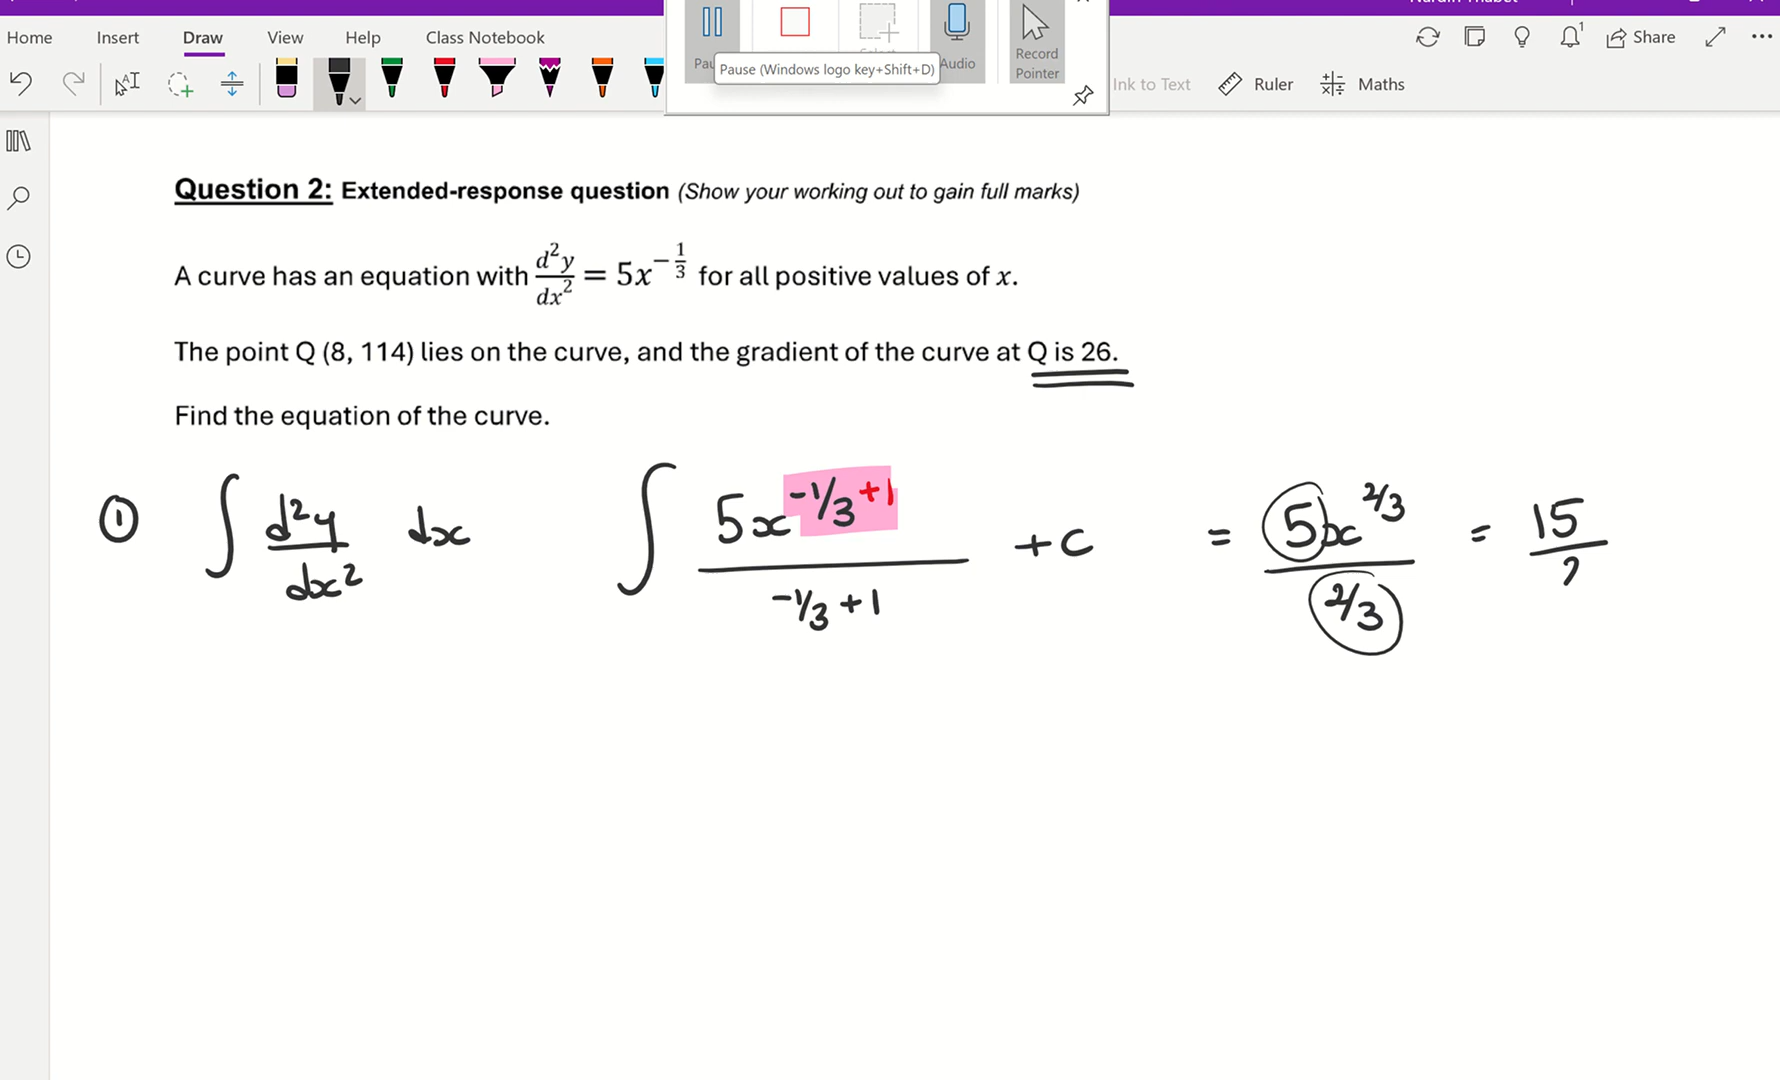 Home Insert Draw View Help Class Notebook Share
Audio Record Pointer
Pause (Windows logo key+Shift+D)
Ink to Text Ruler Maths
Question 2: Extended-response question (Show your working out to gain full marks)
A curve has an equation with d²y/dx² = 5x^(-1/3) for all positive values of x.
The point Q (8, 114) lies on the curve, and the gradient of the curve at Q is 26.
Find the equation of the curve.
① ∫ d²y/dx² dx ∫ 5x^(-1/3 +1)/(-1/3 +1) + c = 5x^(2/3)/(2/3) = 15/2